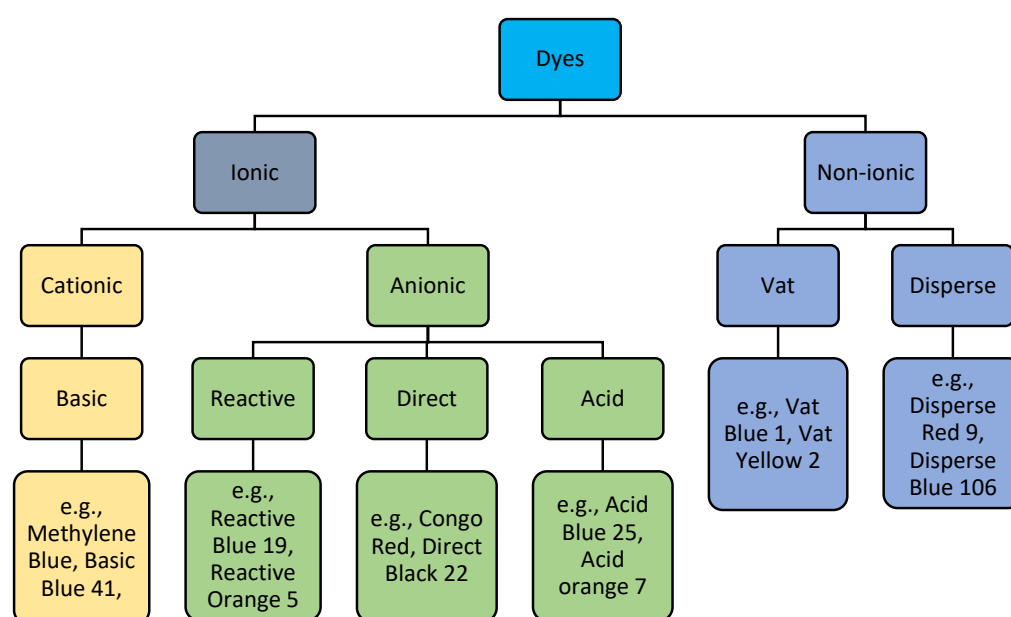 Dyes
Ionic
Non-ionic
Cationic
Anionic
Vat
Disperse
Basic
Reactive
Direct
Acid
e.g., Vat
Blue 1, Vat
Yellow 2
e.g.,
Disperse
Red 9,
Disperse
Blue 106
e.g.,
Methylene
Blue, Basic
Blue 41,
e.g.,
Reactive
Blue 19,
Reactive
Orange 5
e.g., Congo
Red, Direct
Black 22
e.g., Acid
Blue 25,
Acid
orange 7